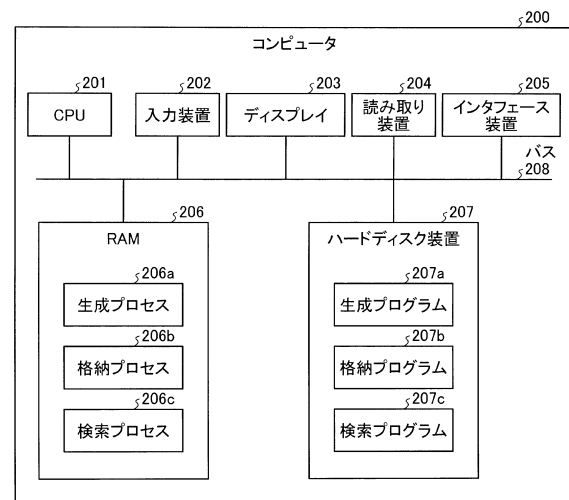 200
コンピュータ
201
CPU
202
入力装置
203
ディスプレイ
204
読み取り
装置
205
インタフェース
装置
バス
208
206
RAM
206a
生成プロセス
206b
格納プロセス
206c
検索プロセス
207
ハードディスク装置
207a
生成プログラム
207b
格納プログラム
207c
検索プログラム